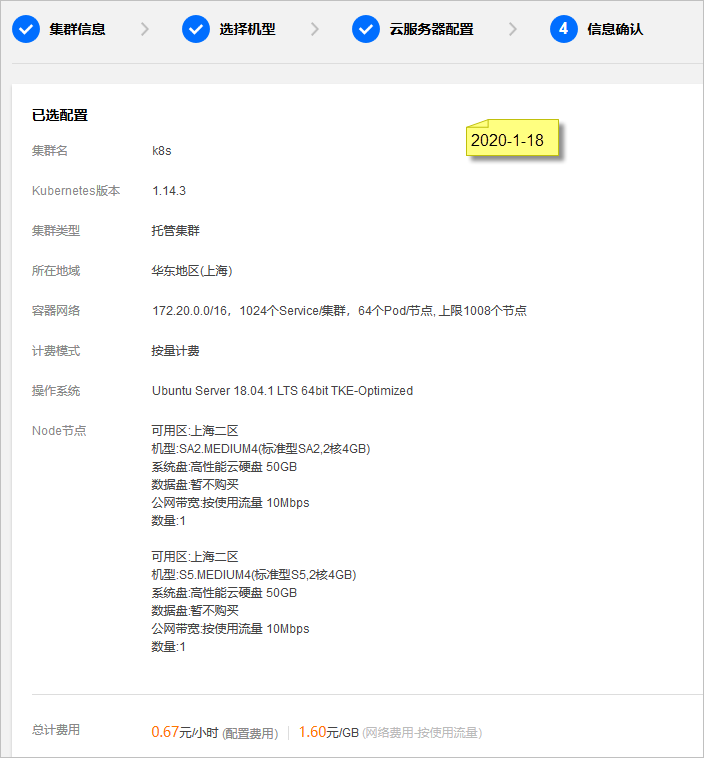 集群信息 选择机型 云服务器配置 4 信息确认
已选配置
2020-1-18
集群名 k8s
Kubernetes版本 1.14.3
集群类型 托管集群
所在地域 华东地区(上海)
容器网络 172.20.0.0/16，1024个Service/集群，64个Pod/节点, 上限1008个节点
计费模式 按量计费
操作系统 Ubuntu Server 18.04.1 LTS 64bit TKE-Optimized
Node节点 可用区:上海二区
机型:SA2.MEDIUM4(标准型SA2,2核4GB)
系统盘:高性能云硬盘 50GB
数据盘:暂不购买
公网带宽:按使用流量 10Mbps
数量:1
可用区:上海二区
机型:S5.MEDIUM4(标准型S5,2核4GB)
系统盘:高性能云硬盘 50GB
数据盘:暂不购买
公网带宽:按使用流量 10Mbps
数量:1
总计费用 0.67元/小时 (配置费用) 1.60元/GB (网络费用-按使用流量)